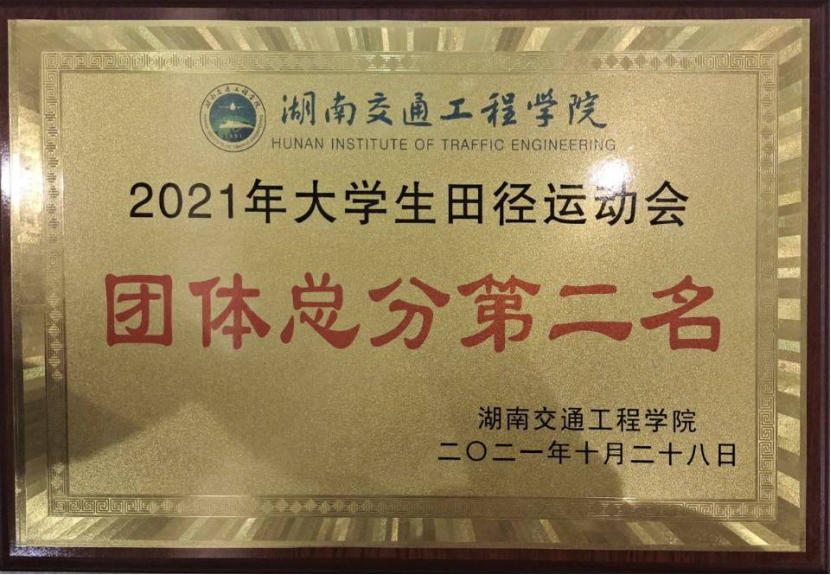 湖南交通工程学院
HUNAN INSTITUTE OF TRAFFIC ENGINEERING
2021年大学生田径运动会
团体总分第二名
湖南交通工程学院
二〇二一年十月二十八日